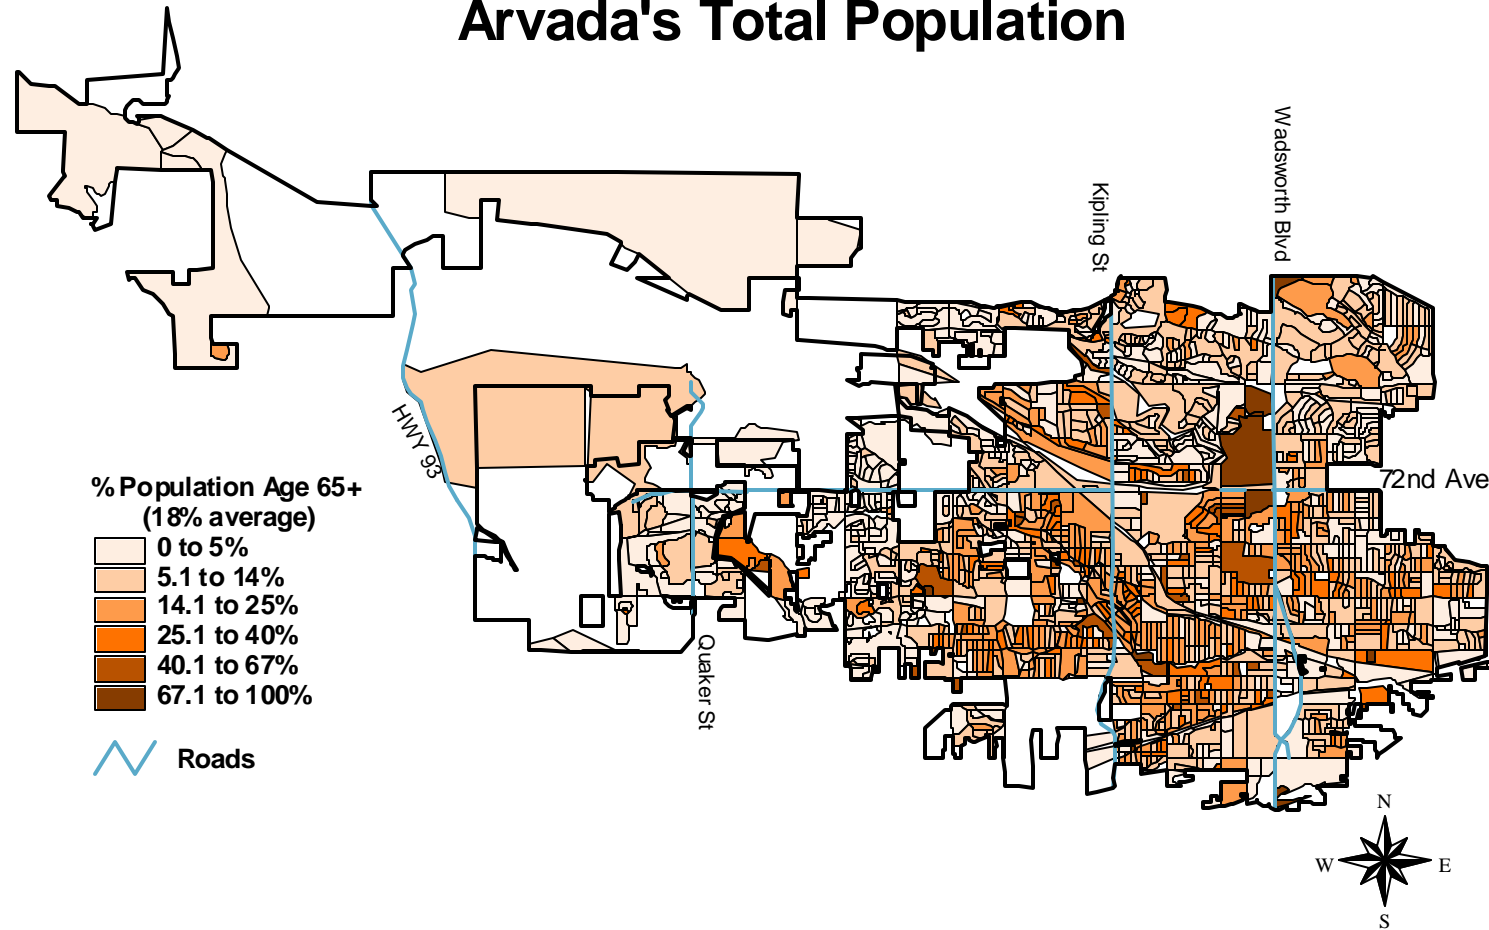 Arvada's Total Population
Wadsworth Blvd
Kipling St
HWY 93
72nd Ave
Quaker St
% Population Age 65+
(18% average)
0 to 5%
5.1 to 14%
14.1 to 25%
25.1 to 40%
40.1 to 67%
67.1 to 100%
Roads
N
W E
S